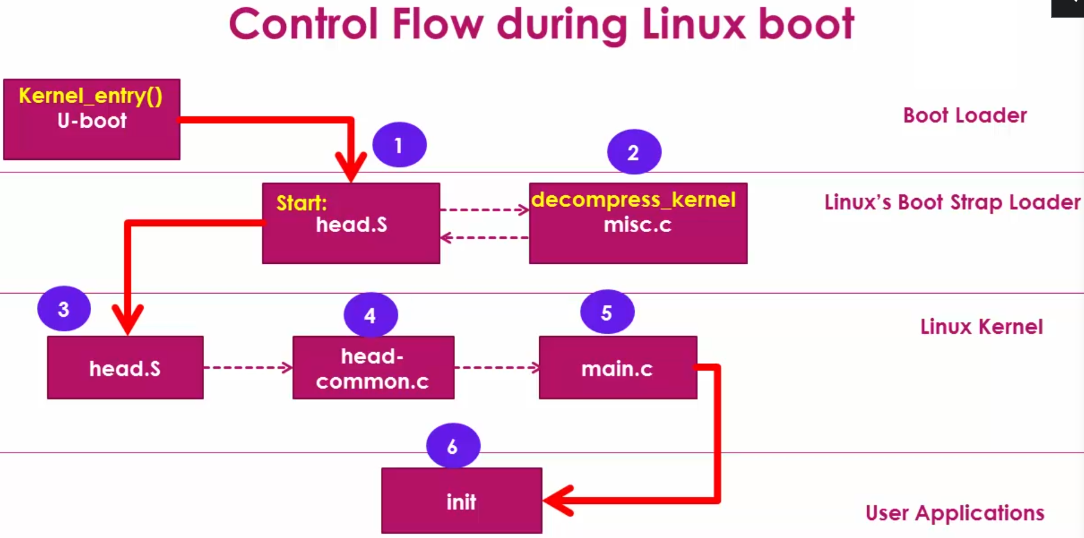 Control Flow during Linux boot
Kernel_entry()
U-boot
Boot Loader
1
2
Start:
head.S
decompress_kernel
misc.c
Linux's Boot Strap Loader
3
4
5
Linux Kernel
head.S
head-
common.c
main.c
6
init
User Applications